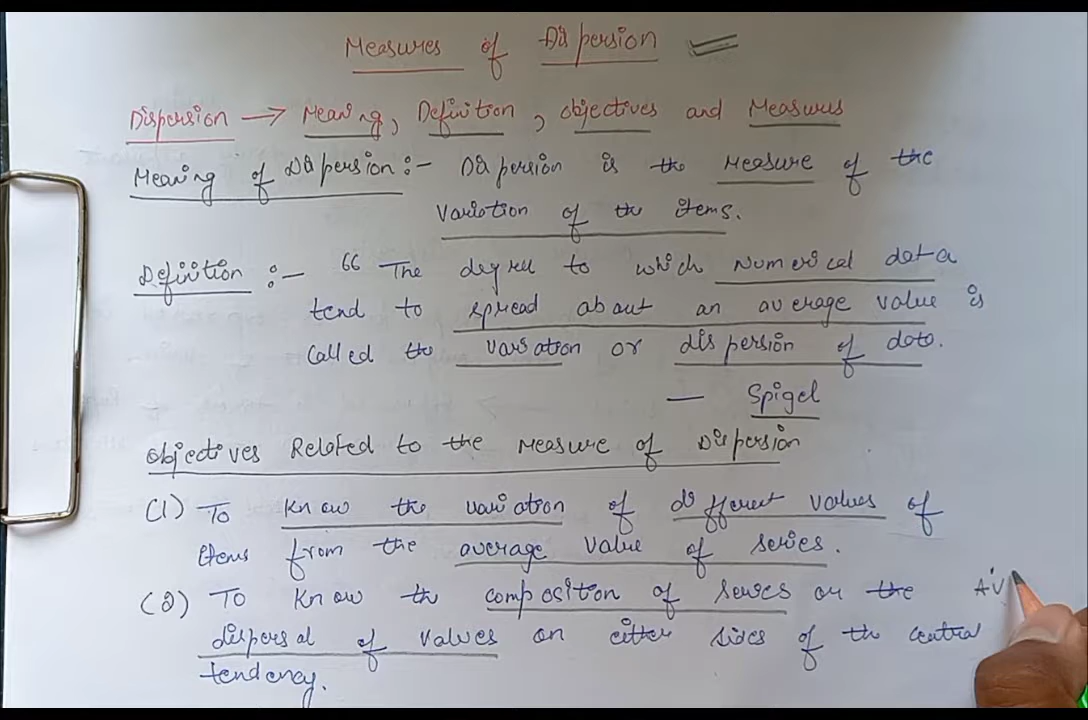 Measures of Dispersion
Dispersion → Meaning, Definition, objectives and Measures
Meaning of Dispersion :- Dispersion is the Measure of the
Variation of the items.
Definition :- “ The degree to which Numerical data
tend to spread about an average value is
called the variation or dispersion of data.
— Spigel
Objectives Related to the Measure of Dispersion
(1) To Know the variation of different values of
items from the average value of series.
(2) To Know the composition of series or the
dispersal of values on either sides of the central
tendency.
AV